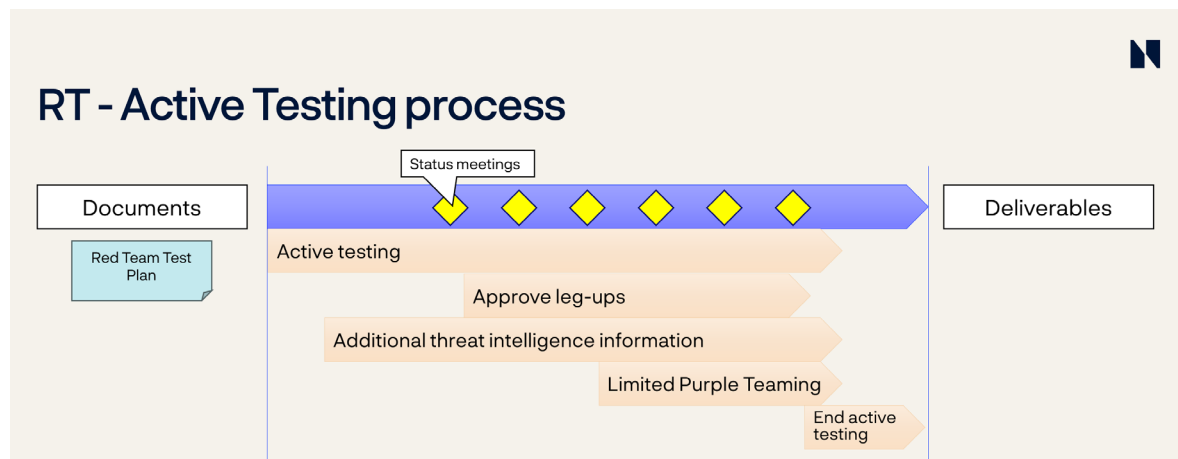 RT - Active Testing process
Status meetings
Documents
Deliverables
Red Team Test
Plan
Active testing
Approve leg-ups
Additional threat intelligence information
Limited Purple Teaming
End active
testing